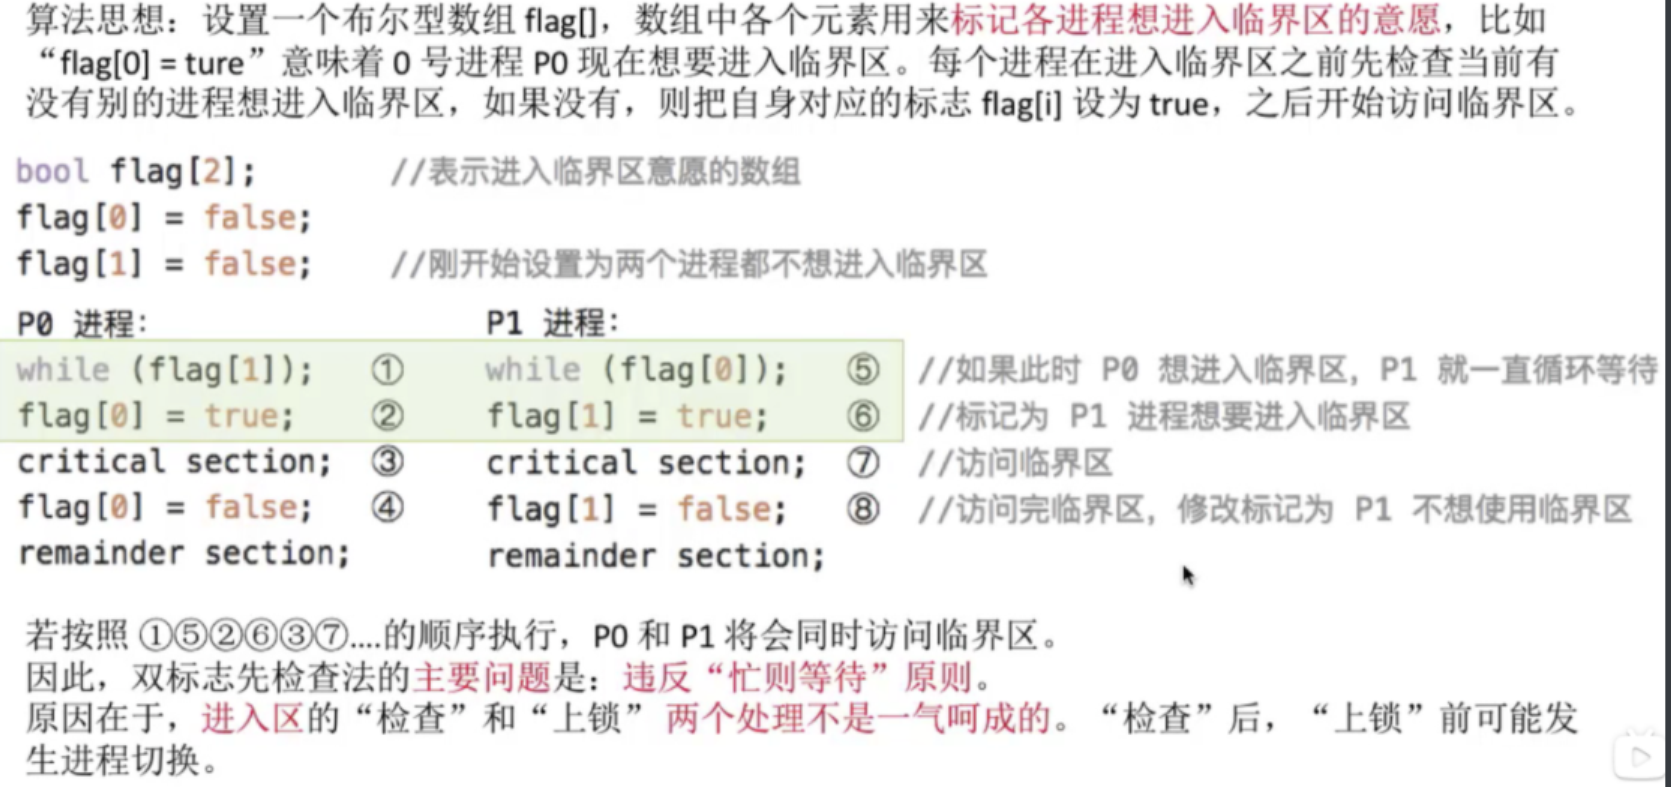 算法思想：设置一个布尔型数组 flag[]，数组中各个元素用来标记各进程想进入临界区的意愿，比如
“flag[0] = ture”意味着 0 号进程 P0 现在想要进入临界区。每个进程在进入临界区之前先检查当前有
没有别的进程想进入临界区，如果没有，则把自身对应的标志 flag[i] 设为 true，之后开始访问临界区。
bool flag[2]; //表示进入临界区意愿的数组
flag[0] = false;
flag[1] = false; //刚开始设置为两个进程都不想进入临界区
P0 进程： P1 进程：
while (flag[1]); ① while (flag[0]); ⑤ //如果此时 P0 想进入临界区，P1 就一直循环等待
flag[0] = true; ② flag[1] = true; ⑥ //标记为 P1 进程想要进入临界区
critical section; ③ critical section; ⑦ //访问临界区
flag[0] = false; ④ flag[1] = false; ⑧ //访问完临界区，修改标记为 P1 不想使用临界区
remainder section; remainder section;
若按照 ①⑤②⑥③⑦....的顺序执行，P0 和 P1 将会同时访问临界区。
因此，双标志先检查法的主要问题是：违反“忙则等待”原则。
原因在于，进入区的“检查”和“上锁” 两个处理不是一气呵成的。“检查”后，“上锁”前可能发
生进程切换。